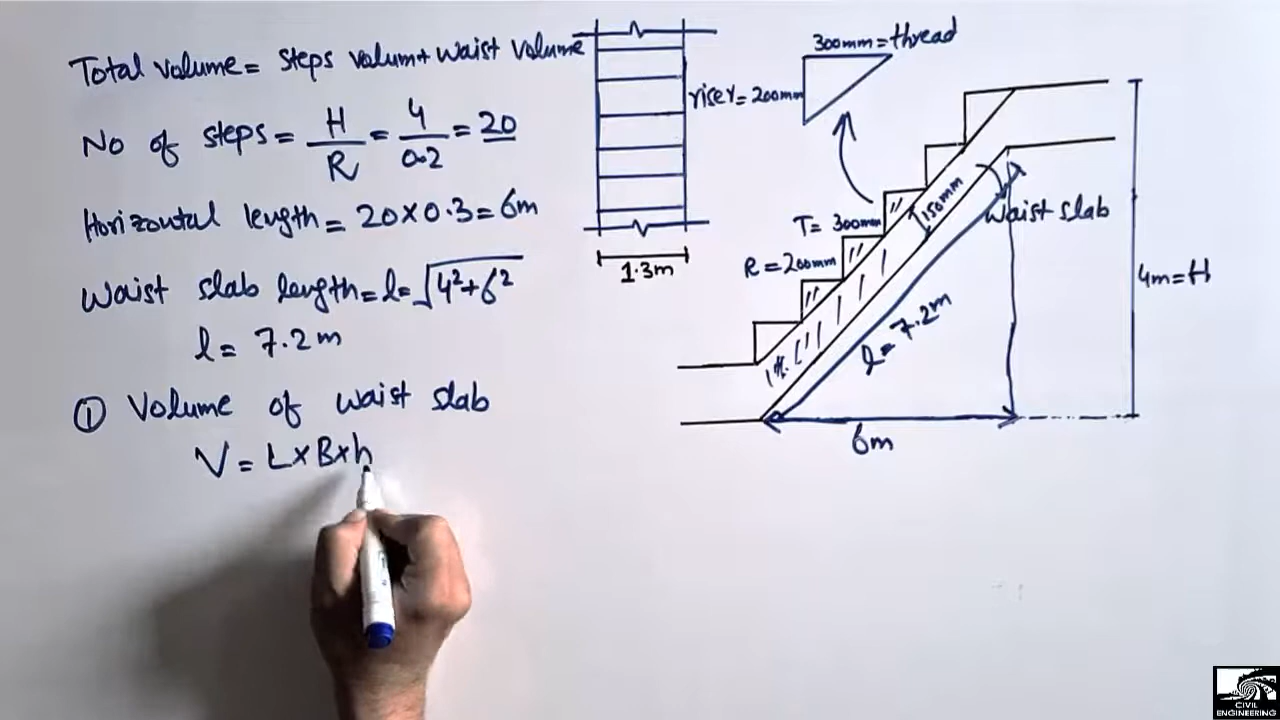 Total volume = steps volum+ waist volume
No of steps = H/R = 4/0.2 = 20
Horizontal length = 20×0.3=6m
Waist slab length = l= √4²+6²
l = 7.2m
① Volume of waist slab
V = L×B×h
1.3m
300mm=thread
riser = 200mm
T = 300mm
R = 200mm
150mm
waist slab
4m=H
l = 7.2m
6m
CIVIL
ENGINEERING